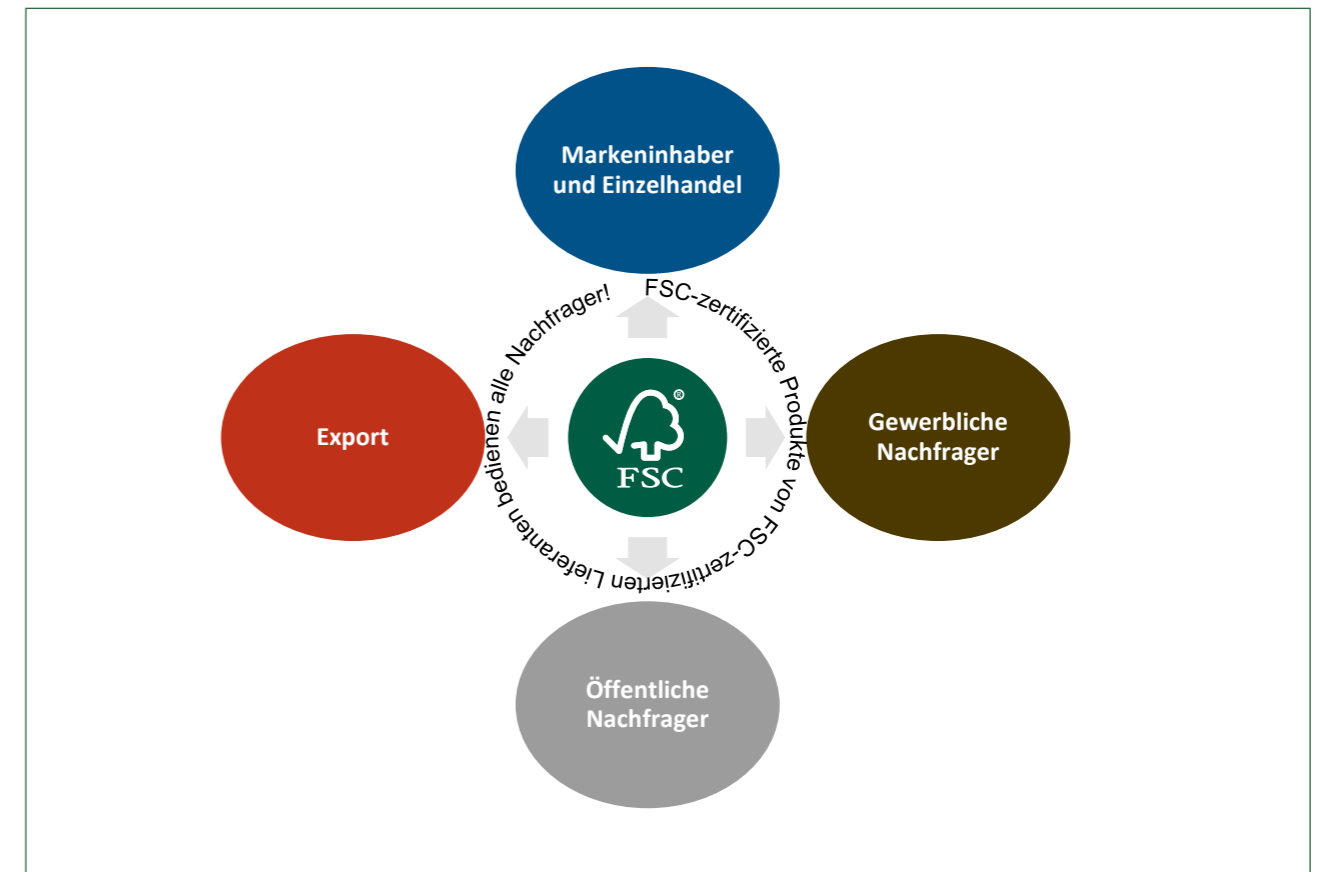 Markeninhaber
und Einzelhandel
FSC-zertifizierte Produkte von FSC-zertifizierten Lieferanten bedienen alle Nachfrager!
Export
®
FSC
Gewerbliche
Nachfrager
Öffentliche
Nachfrager